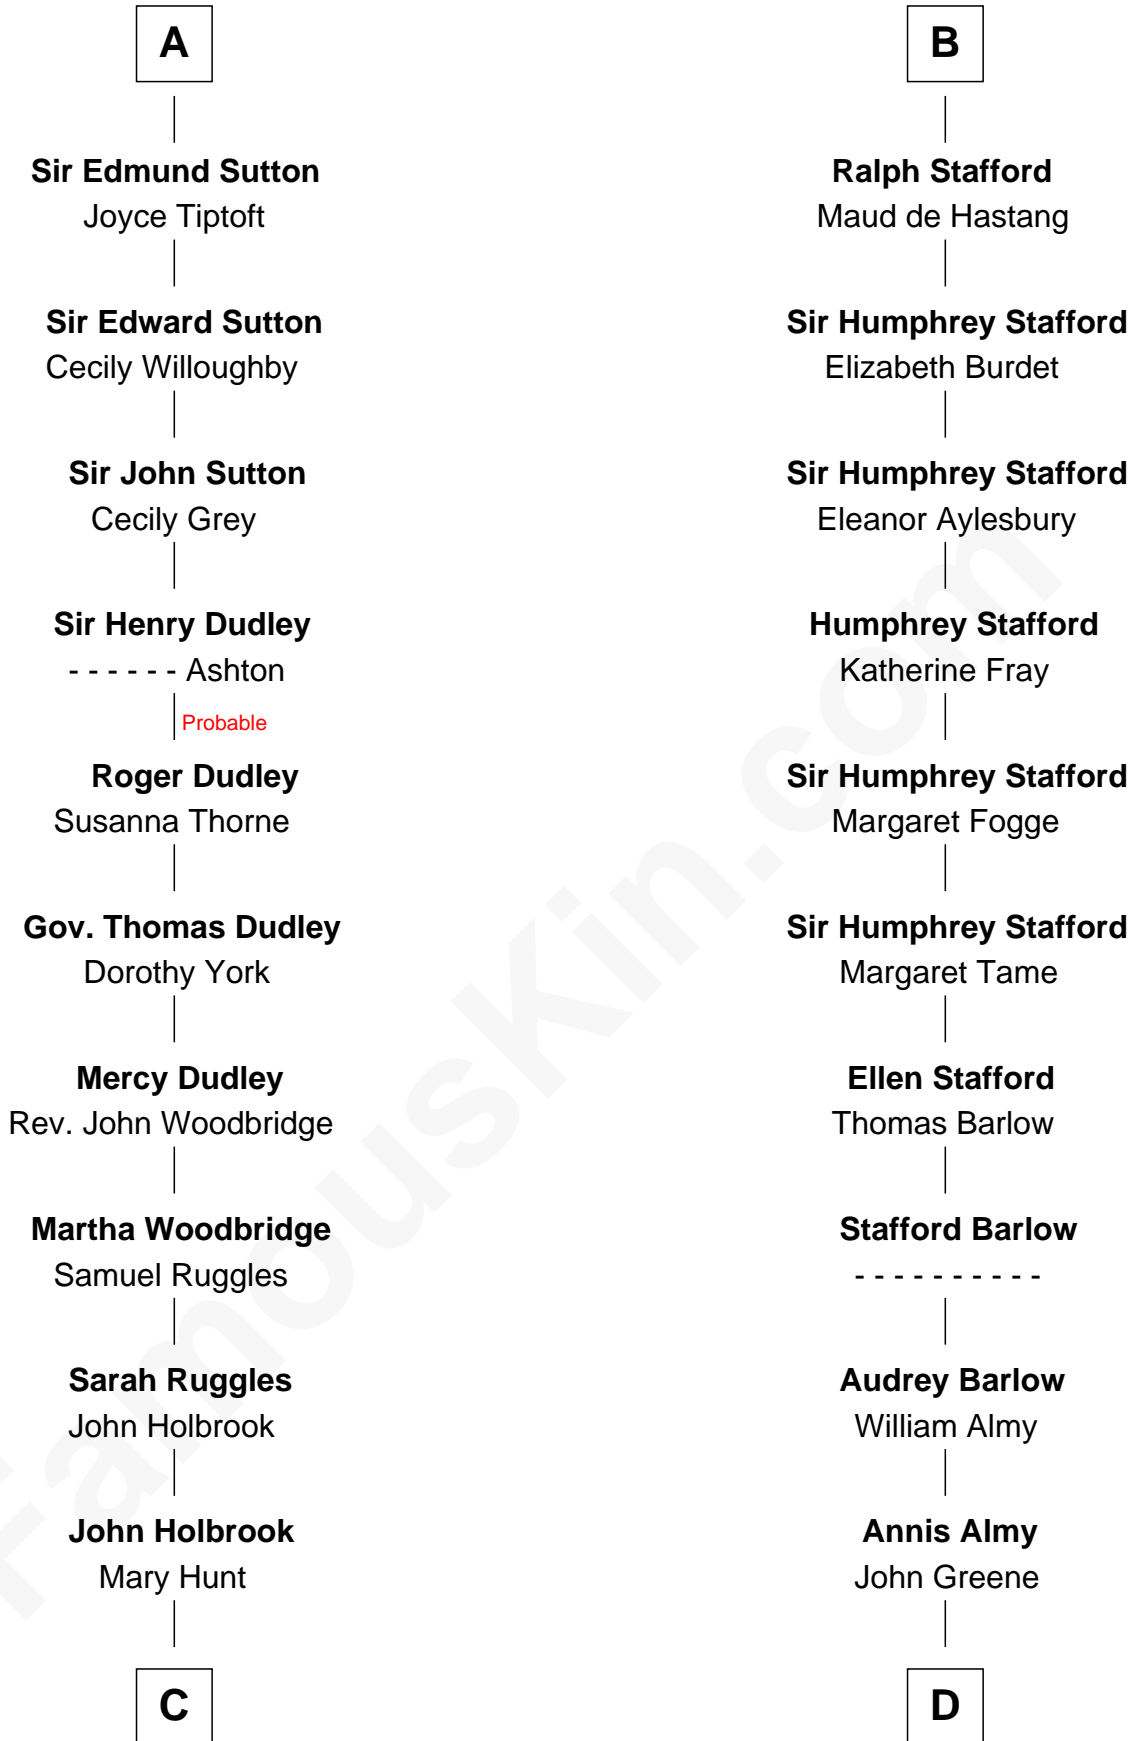 A
Sir Edmund Sutton
Joyce Tiptoft
Sir Edward Sutton
Cecily Willoughby
Sir John Sutton
Cecily Grey
Sir Henry Dudley
- - - - - - Ashton
Probable
Roger Dudley
Susanna Thorne
Gov. Thomas Dudley
Dorothy York
Mercy Dudley
Rev. John Woodbridge
Martha Woodbridge
Samuel Ruggles
Sarah Ruggles
John Holbrook
John Holbrook
Mary Hunt
C
B
Ralph Stafford
Maud de Hastang
Sir Humphrey Stafford
Elizabeth Burdet
Sir Humphrey Stafford
Eleanor Aylesbury
Humphrey Stafford
Katherine Fray
Sir Humphrey Stafford
Margaret Fogge
Sir Humphrey Stafford
Margaret Tame
Ellen Stafford
Thomas Barlow
Stafford Barlow
- - - - - - - - - -
Audrey Barlow
William Almy
Annis Almy
John Greene
D
FamousKin.com